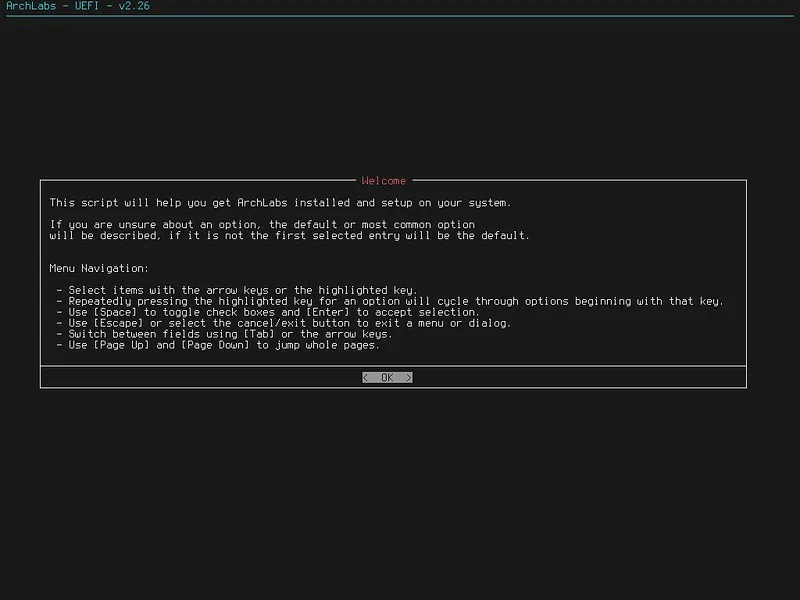 ArchLabs - UEFI - v2.26
Welcome
This script will help you get ArchLabs installed and setup on your system.
If you are unsure about an option, the default or most common option
will be described, if it is not the first selected entry will be the default.
Menu Navigation:
- Select items with the arrow keys or the highlighted key.
- Repeatedly pressing the highlighted key for an option will cycle through options beginning with that key.
- Use [Space] to toggle check boxes and [Enter] to accept selection.
- Use [Escape] or select the cancel/exit button to exit a menu or dialog.
- Switch between fields using [Tab] or the arrow keys.
- Use [Page Up] and [Page Down] to jump whole pages.
< OK >